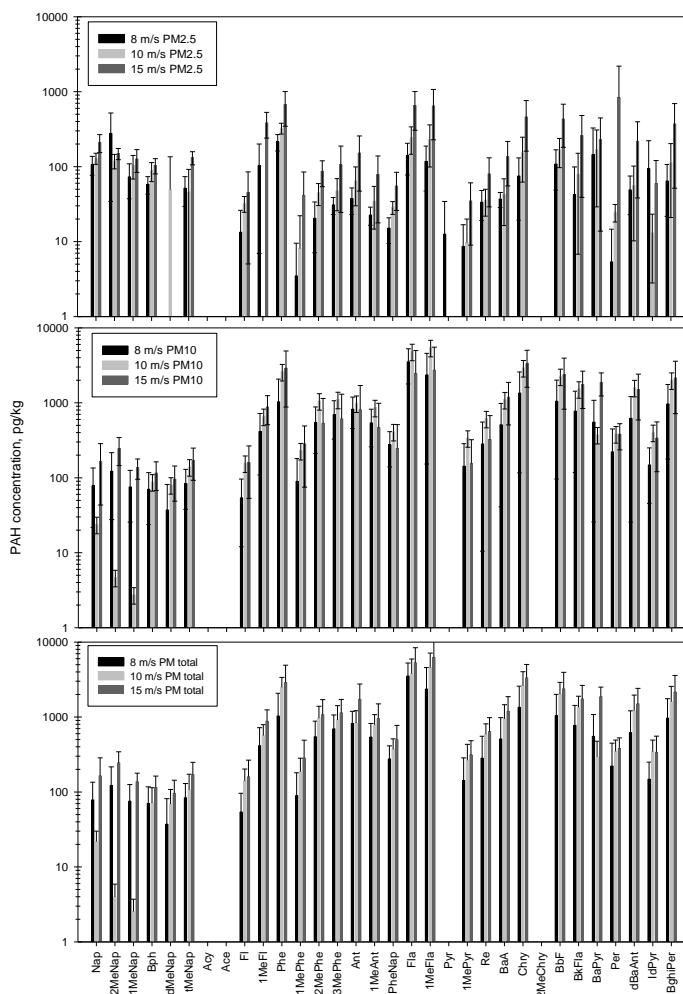 10000
8 m/s PM2.5
10 m/s PM2.5
15 m/s PM2.5
1000
100
10
1
10000
8 m/s PM10
10 m/s PM10
15 m/s PM10
1000
100
10
1
PAH concentration, pg/kg
10000
8 m/s PM total
10 m/s PM total
15 m/s PM total
1000
100
10
1
Nap
2MeNap
1MeNap
Bph
dMeNap
tMeNap
Acy
Ace
Fl
1MeFl
Phe
1MePhe
2MePhe
3MePhe
Ant
1MeAnt
PheNap
Fla
1MeFla
Pyr
1MePyr
Re
BaA
Chry
2MeChry
BbF
BkFla
BaPyr
Per
dBaAnt
IdPyr
BghiPer